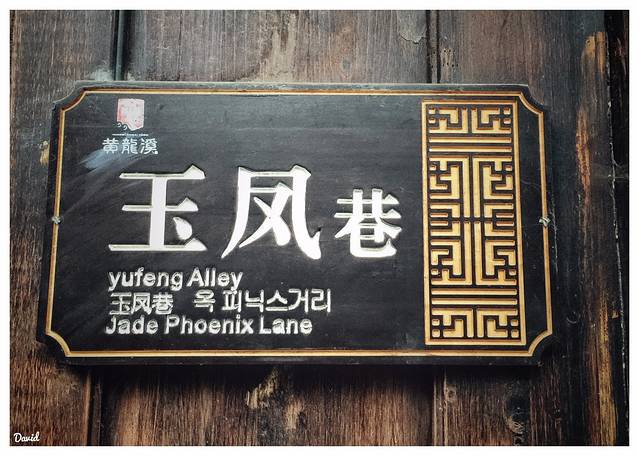 黄龍溪
玉凤巷
yufeng Alley
玉凤巷 옥 피닉스거리
Jade Phoenix Lane
David